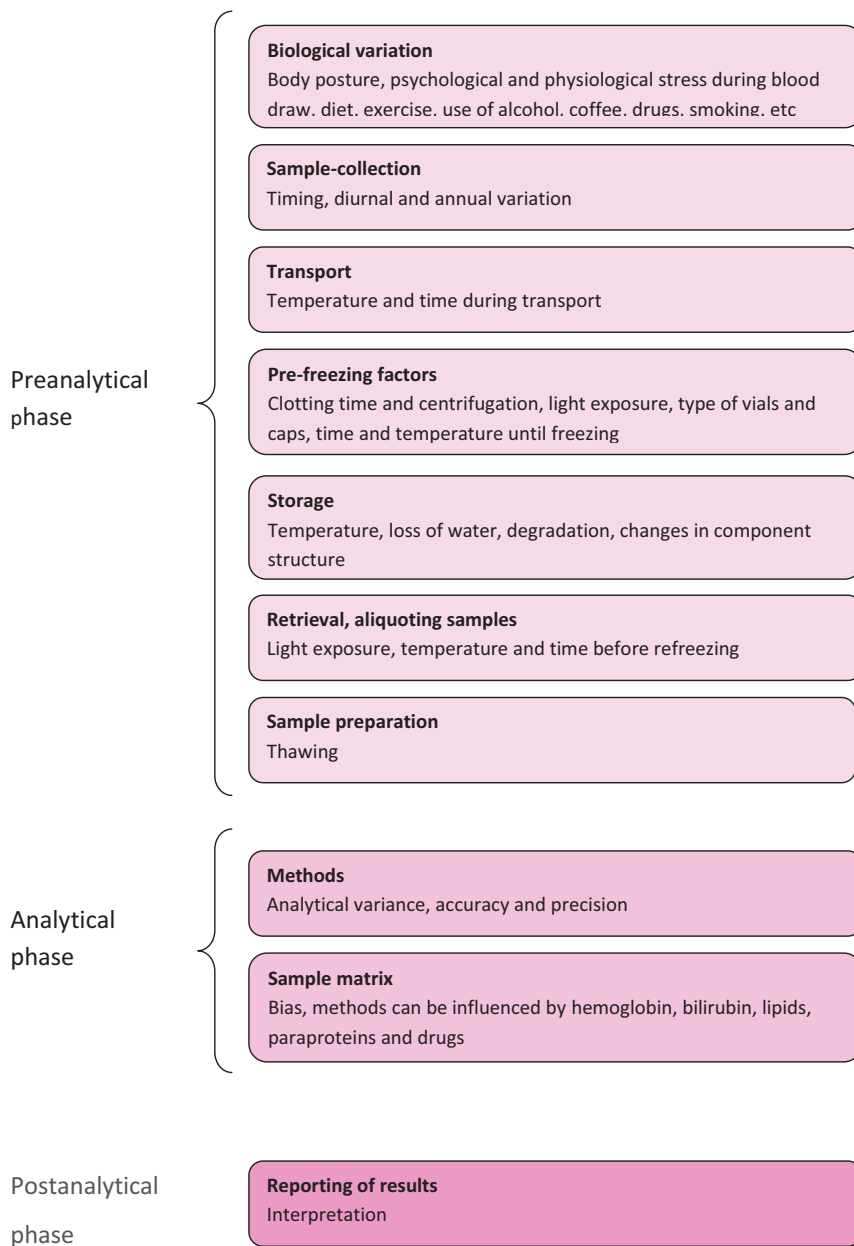 Biological variation
Body posture, psychological and physiological stress during blood
draw, diet, exercise, use of alcohol, coffee, drugs, smoking, etc
Sample-collection
Timing, diurnal and annual variation
Transport
Temperature and time during transport
Preanalytical
phase
Pre-freezing factors
Clotting time and centrifugation, light exposure, type of vials and
caps, time and temperature until freezing
Storage
Temperature, loss of water, degradation, changes in component
structure
Retrieval, aliquoting samples
Light exposure, temperature and time before refreezing
Sample preparation
Thawing
Analytical
phase
Methods
Analytical variance, accuracy and precision
Sample matrix
Bias, methods can be influenced by hemoglobin, bilirubin, lipids,
paraproteins and drugs
Postanalytical
phase
Reporting of results
Interpretation